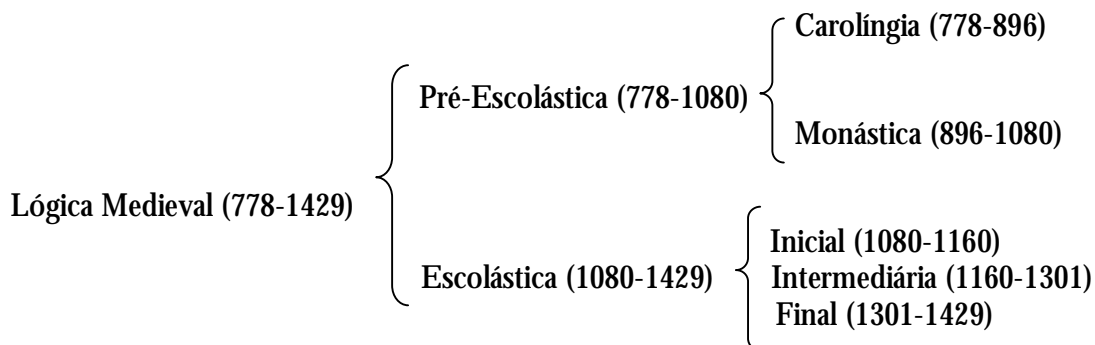 Lógica Medieval (778-1429)
Pré-Escolástica (778-1080)
Carolíngia (778-896)
Monástica (896-1080)
Escolástica (1080-1429)
Inicial (1080-1160)
Intermediária (1160-1301)
Final (1301-1429)